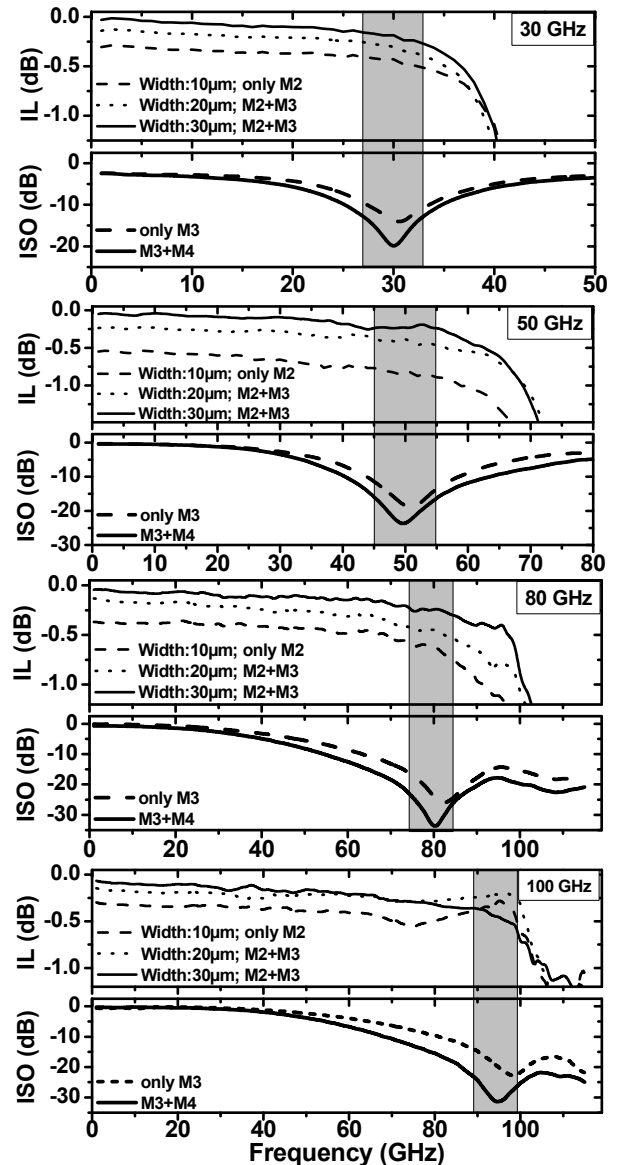 30 GHz
IL (dB)
0.0
-0.5
-1.0
Width:10µm; only M2
Width:20µm; M2+M3
Width:30µm; M2+M3
ISO (dB)
0
-10
-20
only M3
M3+M4
0 10 20 30 40 50
50 GHz
IL (dB)
0.0
-0.5
-1.0
Width:10µm; only M2
Width:20µm; M2+M3
Width:30µm; M2+M3
ISO (dB)
0
-10
-20
-30
only M3
M3+M4
0 10 20 30 40 50 60 70 80
80 GHz
IL (dB)
0.0
-0.5
-1.0
Width:10µm; only M2
Width:20µm; M2+M3
Width:30µm; M2+M3
ISO (dB)
0
-10
-20
-30
only M3
M3+M4
0 20 40 60 80 100
100 GHz
IL (dB)
0.0
-0.5
-1.0
Width:10µm; only M2
Width:20µm; M2+M3
Width:30µm; M2+M3
ISO (dB)
0
-10
-20
-30
only M3
M3+M4
0 20 40 60 80 100
Frequency (GHz)